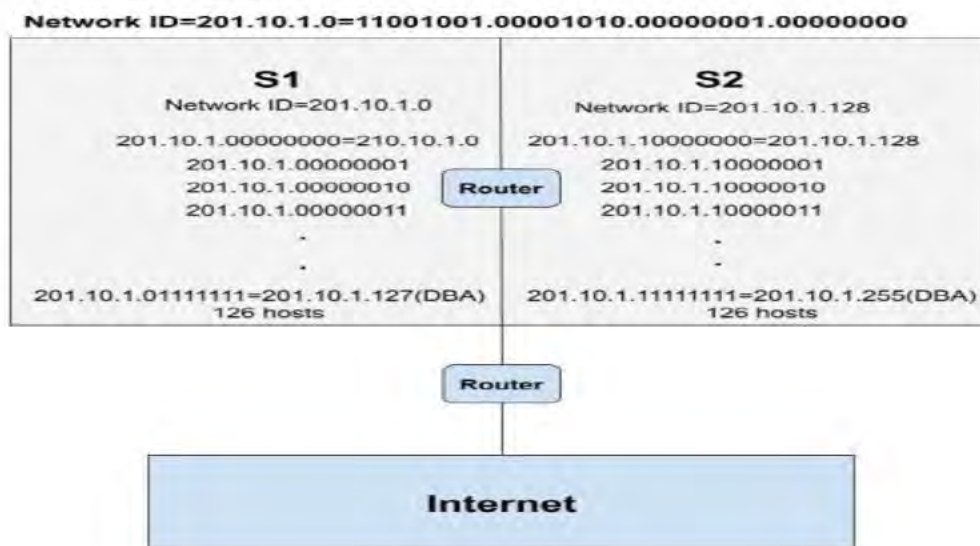 Network ID=201.10.1.0=11001001.00001010.00000001.00000000
S1
Network ID=201.10.1.0
201.10.1.00000000=210.10.1.0
201.10.1.00000001
201.10.1.00000010
201.10.1.00000011
.
.
201.10.1.01111111=201.10.1.127(DBA)
126 hosts
S2
Network ID=201.10.1.128
201.10.1.10000000=201.10.1.128
201.10.1.10000001
201.10.1.10000010
201.10.1.10000011
.
.
201.10.1.11111111=201.10.1.255(DBA)
126 hosts
Router
Router
Internet